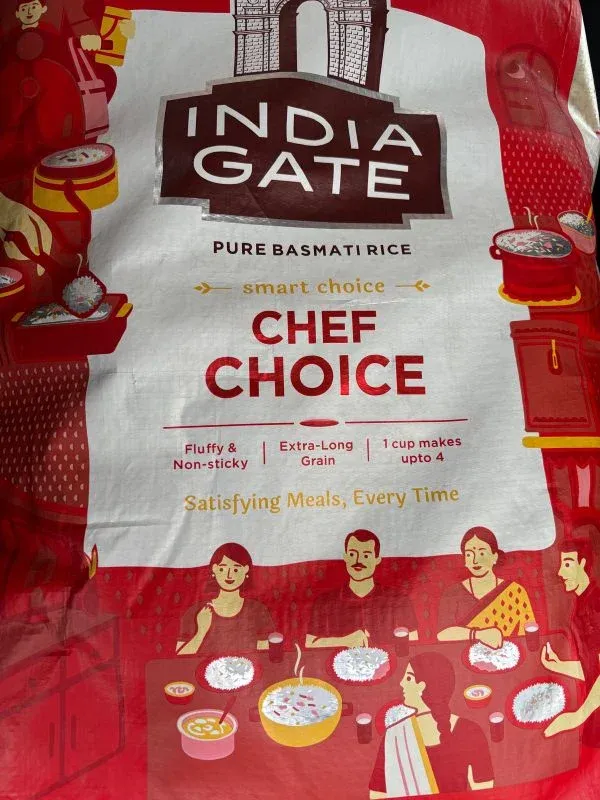 INDIA
GATE
PURE BASMATI RICE
smart choice
CHEF
CHOICE
Fluffy &
Non-sticky
Extra-Long
Grain
1 cup makes
upto 4
Satisfying Meals, Every Time